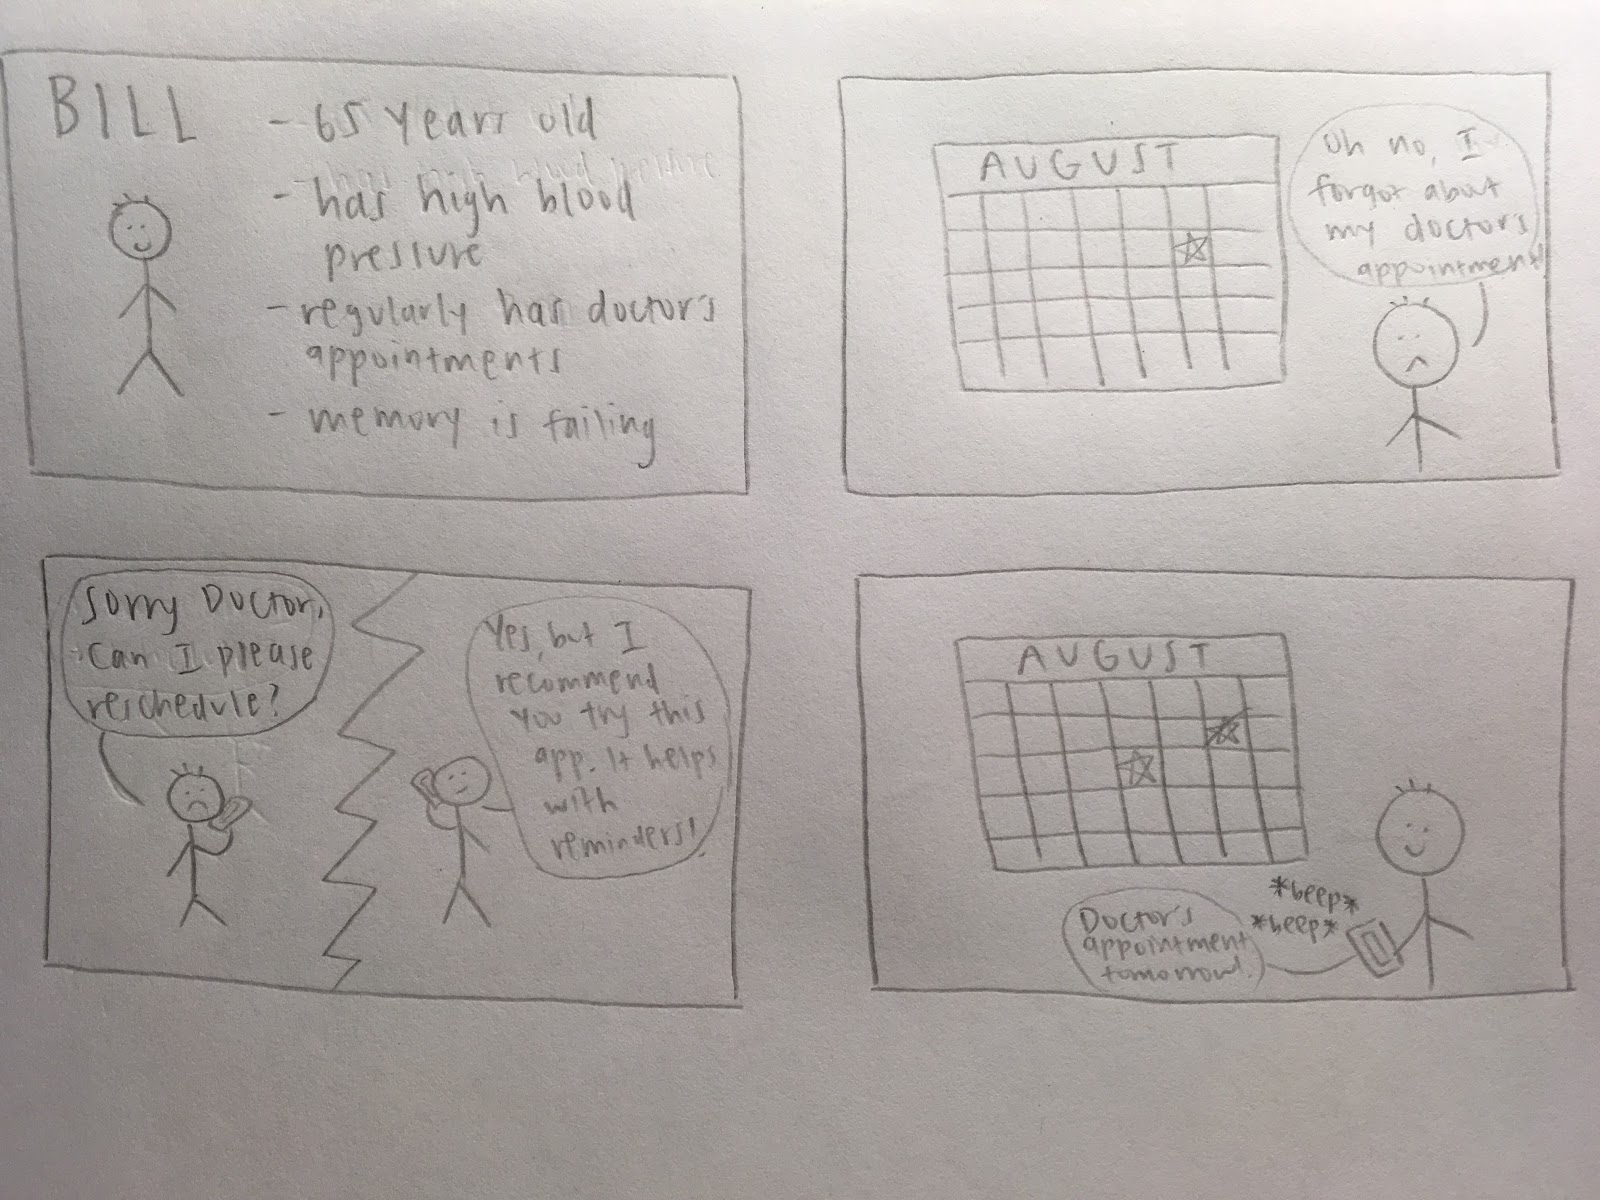 BILL
- 65 years old
- has high blood
pressure
- regularly has doctor's
appointments
- memory is failing
AUGUST
Uh no, I
forgot about
my doctor's
appointment!
Sorry Doctor,
can I please
reschedule?
Yes, but I
recommend
you try this
app. It helps
with
reminders!
AUGUST
*beep*
*beep*
Doctor's
appointment
tomorrow.